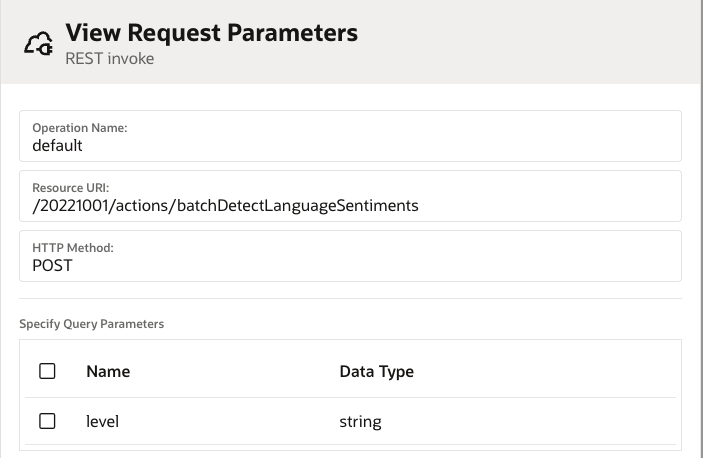 View Request Parameters
REST invoke
Operation Name:
default
Resource URI:
/20221001/actions/batchDetectLanguageSentiments
HTTP Method:
POST
Specify Query Parameters
Name Data Type
level string